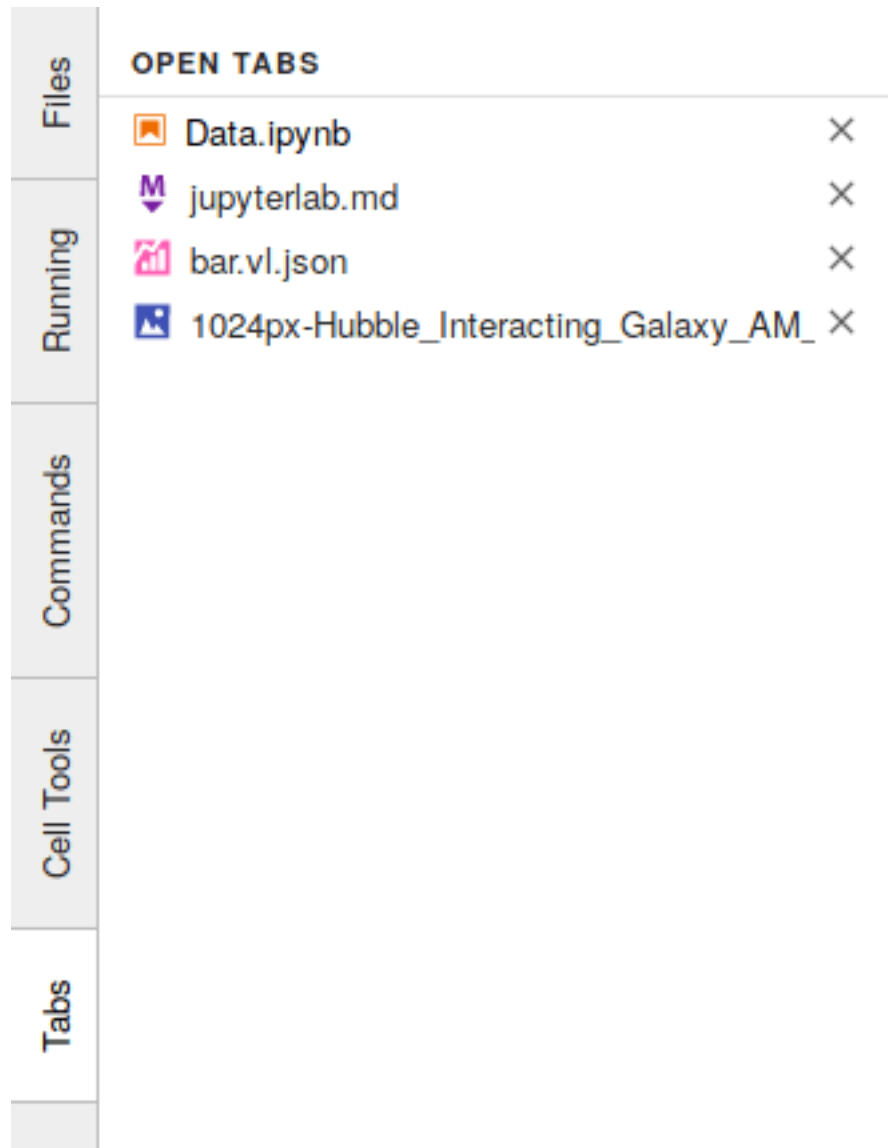 Files
Running
Commands
Cell Tools
Tabs
OPEN TABS
Data.ipynb
M jupyterlab.md
bar.vl.json
1024px-Hubble_Interacting_Galaxy_AM_